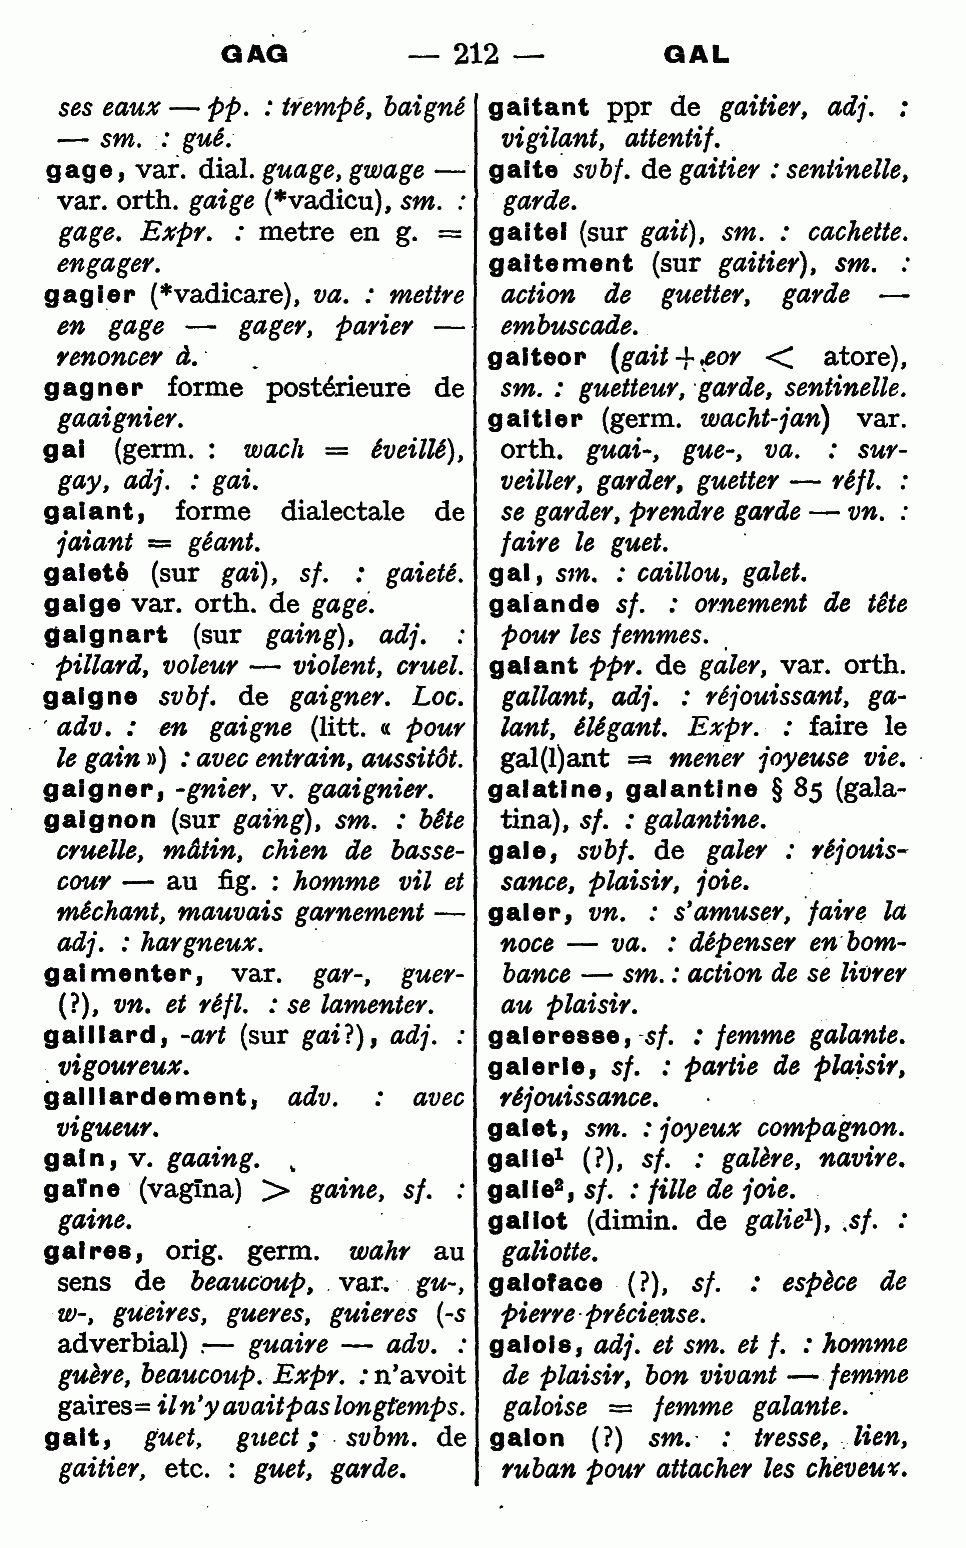 GAG — 212 — GAL
ses eaux — pp. : trempé, baigné
— sm. : gué.
gage, var. dial. guage, gwage —
var. orth. gaige (*vadicu), sm. :
gage. Expr. : metre en g. =
engager.
gagier (*vadicare), va. : mettre
en gage — gager, parier —
renoncer à.
gagner forme postérieure de
gaaignier.
gai (germ. : wach = éveillé),
gay, adj. : gai.
gaiant, forme dialectale de
jaiant = géant.
gaieté (sur gai), sf. : gaieté.
gaige var. orth. de gage.
gaignart (sur gaing), adj. :
pillard, voleur — violent, cruel.
gaigne svbf. de gaigner. Loc.
adv. : en gaigne (litt. « pour
le gain ») : avec entrain, aussitôt.
gaigner, -gnier, v. gaaignier.
gaignon (sur gaing), sm. : bête
cruelle, mâtin, chien de basse-
cour — au fig. : homme vil et
méchant, mauvais garnement —
adj. : hargneux.
gaimenter, var. gar-, guer-
(?), vn. et réfl. : se lamenter.
gaillard, -art (sur gai ?), adj. :
vigoureux.
gaillardement, adv. : avec
vigueur.
gain, v. gaaing.
gaïne (vagīna) > gaine, sf. :
gaine.
gaires, orig. germ. wahr au
sens de beaucoup, var. gu-,
w-, gueires, gueres, guieres (-s
adverbial) — guaire — adv. :
guère, beaucoup. Expr. : n'avoit
gaires= il n'y avait pas longtemps.
gait, guet, guect ; svbm. de
gaitier, etc. : guet, garde.
gaitant ppr de gaitier, adj. :
vigilant, attentif.
gaite svbf. de gaitier : sentinelle,
garde.
gaitel (sur gait), sm. : cachette.
gaitement (sur gaitier), sm. :
action de guetter, garde —
embuscade.
gaiteor (gait + eor < atore),
sm. : guetteur, garde, sentinelle.
gaitier (germ. wacht-jan) var.
orth. guai-, gue-, va. : sur-
veiller, garder, guetter — réfl. :
se garder, prendre garde — vn. :
faire le guet.
gal, sm. : caillou, galet.
galande sf. : ornement de tête
pour les femmes.
galant ppr. de galer, var. orth.
gallant, adj. : réjouissant, ga-
lant, élégant. Expr. : faire le
gal(l)ant = mener joyeuse vie.
galatine, galantine § 85 (gala-
tina), sf. : galantine.
gale, svbf. de galer : réjouis-
sance, plaisir, joie.
galer, vn. : s'amuser, faire la
noce — va. : dépenser en bom-
bance — sm. : action de se livrer
au plaisir.
galeresse, sf. : femme galante.
galerie, sf. : partie de plaisir,
réjouissance.
galet, sm. : joyeux compagnon.
galie¹ (?), sf. : galère, navire.
galie², sf. : fille de joie.
galiot (dimin. de galie¹), sf. :
galiotte.
galoface (?), sf. : espèce de
pierre précieuse.
galois, adj. et sm. et f. : homme
de plaisir, bon vivant — femme
galoise = femme galante.
galon (?) sm. : tresse, lien,
ruban pour attacher les cheveux.